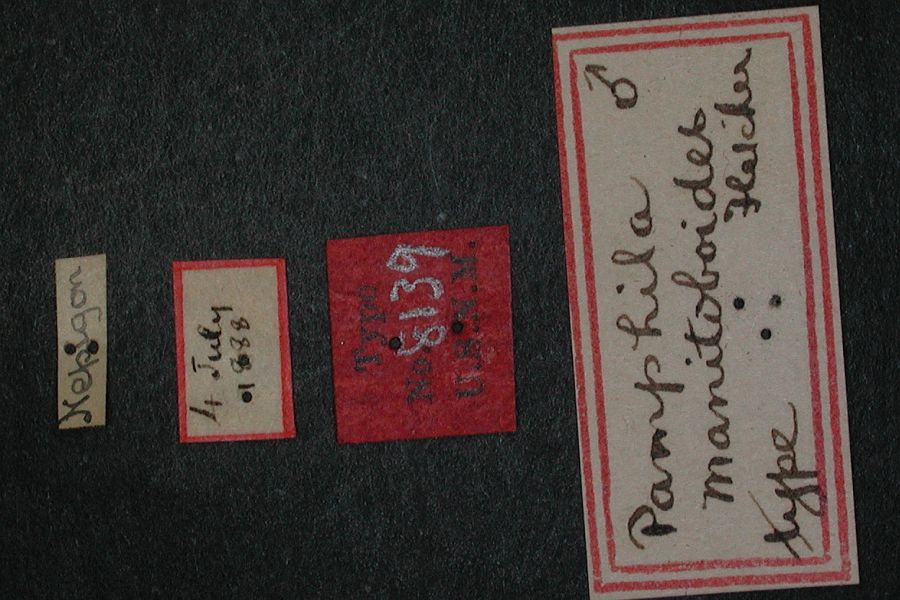 Nepigon
4 July
1888
Type
No. 8139
U.S.N.M.
Pamphila ♂
manitoboides
Fletcher
type